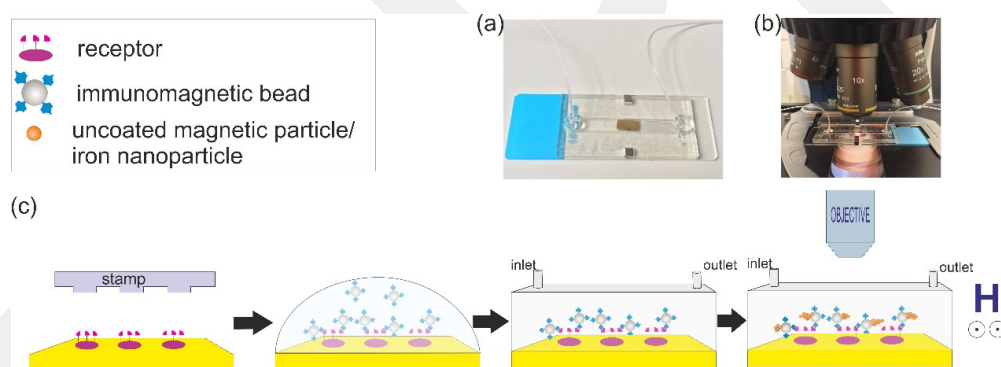 (a)
(b)
receptor
immunomagnetic bead
uncoated magnetic particle/
iron nanoparticle
10x
20x
(c)
OBJECTIVE
stamp
inlet
outlet
inlet
outlet
H